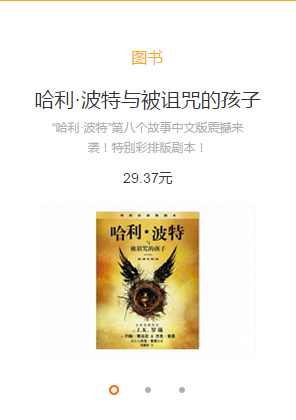 图书
哈利·波特与被诅咒的孩子
“哈利·波特”第八个故事中文版震撼来
袭！特别彩排版剧本！
29.37元
哈利·波特
与
被诅咒的孩子
J.K. 罗琳